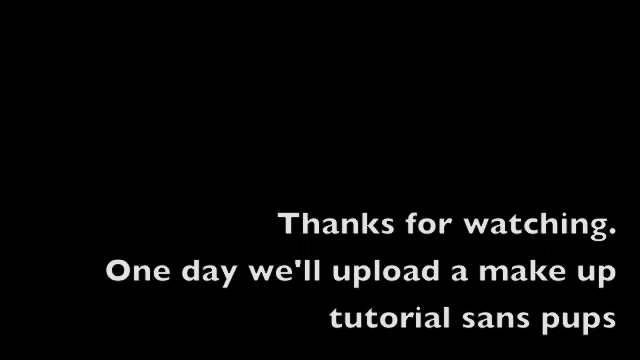 Thanks for watching.
One day we'll upload a make up
tutorial sans pups